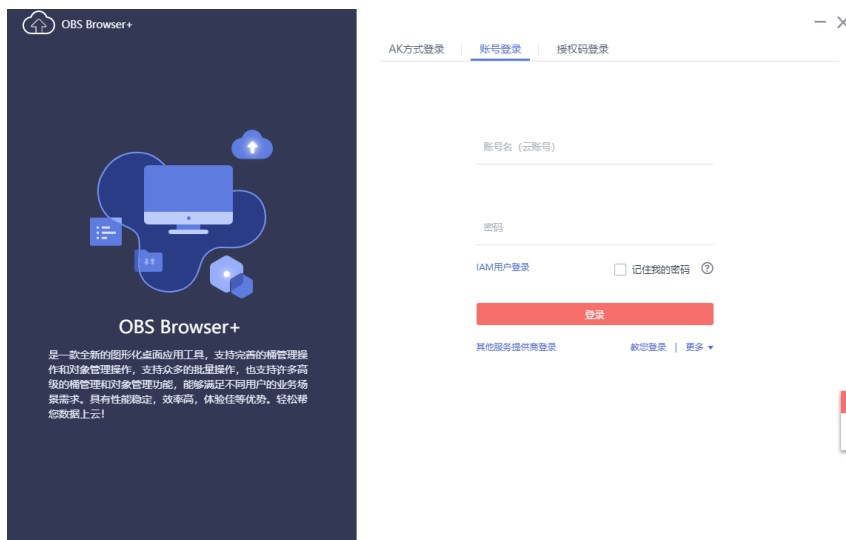 OBS Browser+
AK方式登录
账号登录
授权码登录
账号名（云账号）
密码
IAM用户登录
记住我的密码
?
登录
其他服务提供商登录
教您登录 | 更多
OBS Browser+
是一款全新的图形化桌面应用工具，支持完善的桶管理操
作和对象管理操作，支持众多的批量操作，也支持许多高
级的桶管理和对象管理功能，能够满足不同用户的业务场
景需求。具有性能稳定，效率高，体验佳等优势。轻松帮
您数据上云！